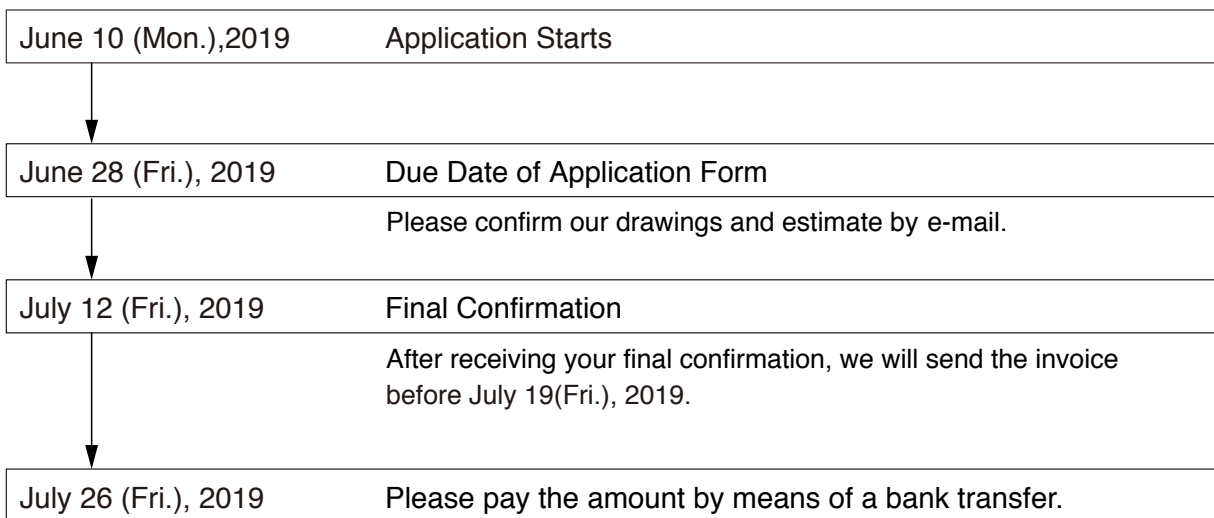 June 10 (Mon.),2019 Application Starts
June 28 (Fri.), 2019 Due Date of Application Form
Please confirm our drawings and estimate by e-mail.
July 12 (Fri.), 2019 Final Confirmation
After receiving your final confirmation, we will send the invoice
before July 19(Fri.), 2019.
July 26 (Fri.), 2019 Please pay the amount by means of a bank transfer.